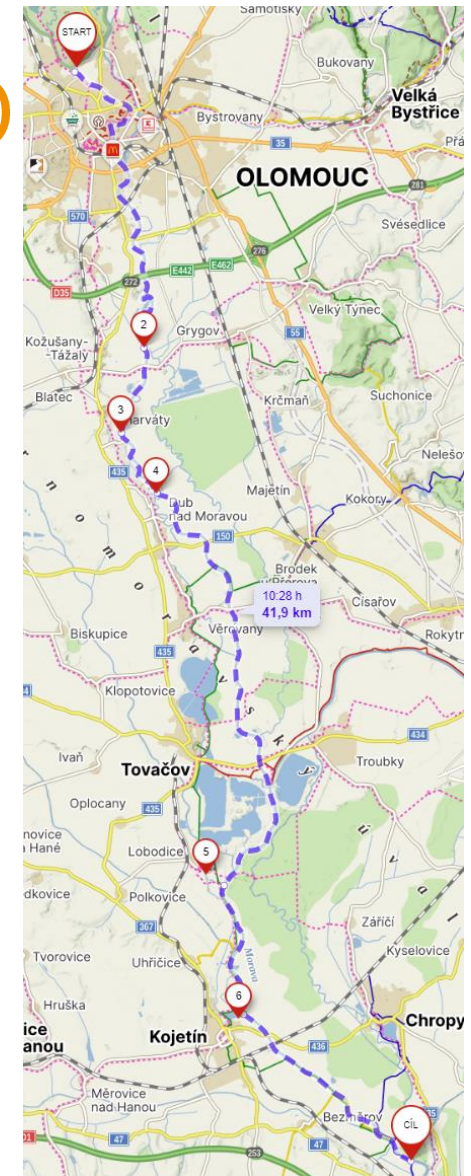 Samotišky
START
Bukovany
Velká
Bystřice
Bystrovany
35
OLOMOUC
281
570
Svésedlice
276
E442
E462
272
D35
Velký Týnec
2
Grygov
55
Kožušany-
-Tážaly
Krčmaň
Suchonice
Blatec
3
4
435
Majetín
Dub
nad Moravou
Kokory
150
Brodek
u Přerova
10:28 h
41,9 km
Císařov
Věrovany
Biskupice
435
Klopotovice
434
Ivaň
Troubky
Tovačov
Oplocany
435
5
Lobodice
Polkovice
Záříčí
367
Uhřičice
Morava
Kyselovice
Tvorovice
6
Hruška
Kojetín
436
Chropy
Měrovice
nad Hanou
Bezměrov
CÍL
47
253
47